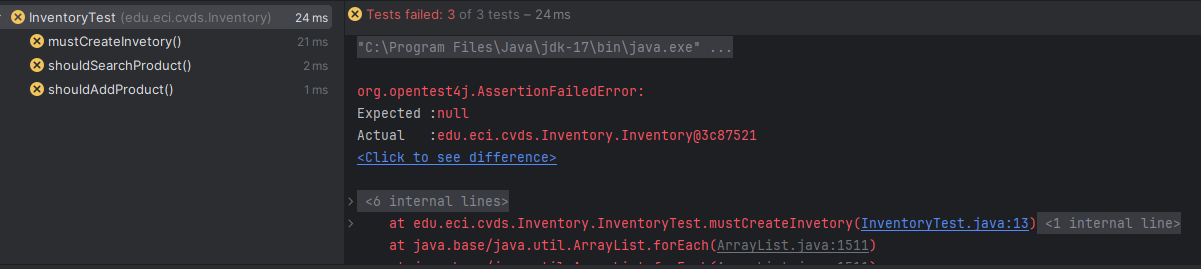 InventoryTest (edu.eci.cvds.Inventory) 24 ms
mustCreateInvetory() 21 ms
shouldSearchProduct() 2 ms
shouldAddProduct() 1 ms
Tests failed: 3 of 3 tests – 24 ms
"C:\Program Files\Java\jdk-17\bin\java.exe" ...
org.opentest4j.AssertionFailedError:
Expected :null
Actual   :edu.eci.cvds.Inventory.Inventory@3c87521
<Click to see difference>
<6 internal lines>
at edu.eci.cvds.Inventory.InventoryTest.mustCreateInvetory(InventoryTest.java:13) <1 internal line>
at java.base/java.util.ArrayList.forEach(ArrayList.java:1511)